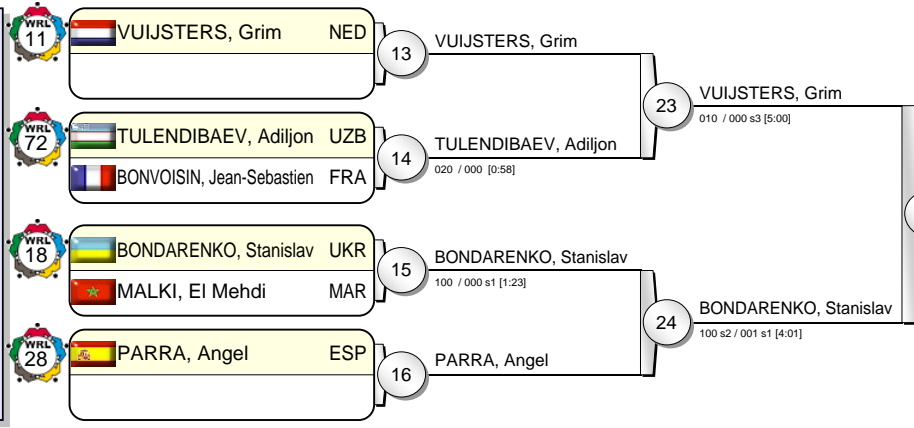 WRL
11
VUIJSTERS, Grim NED
13
VUIJSTERS, Grim
23
VUIJSTERS, Grim
010 / 000 s3 [5:00]
WRL
72
TULENDIBAEV, Adiljon UZB
BONVOISIN, Jean-Sebastien FRA
14
TULENDIBAEV, Adiljon
020 / 000 [0:58]
WRL
18
BONDARENKO, Stanislav UKR
MALKI, El Mehdi MAR
15
BONDARENKO, Stanislav
100 / 000 s1 [1:23]
24
BONDARENKO, Stanislav
100 s2 / 001 s1 [4:01]
WRL
28
PARRA, Angel ESP
16
PARRA, Angel